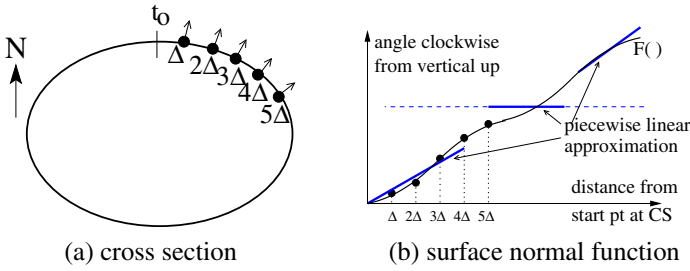 t₀
N
Δ
2Δ
3Δ
4Δ
5Δ
(a) cross section
angle clockwise
from vertical up
F( )
piecewise linear
approximation
distance from
Δ 2Δ 3Δ 4Δ 5Δ start pt at CS
(b) surface normal function